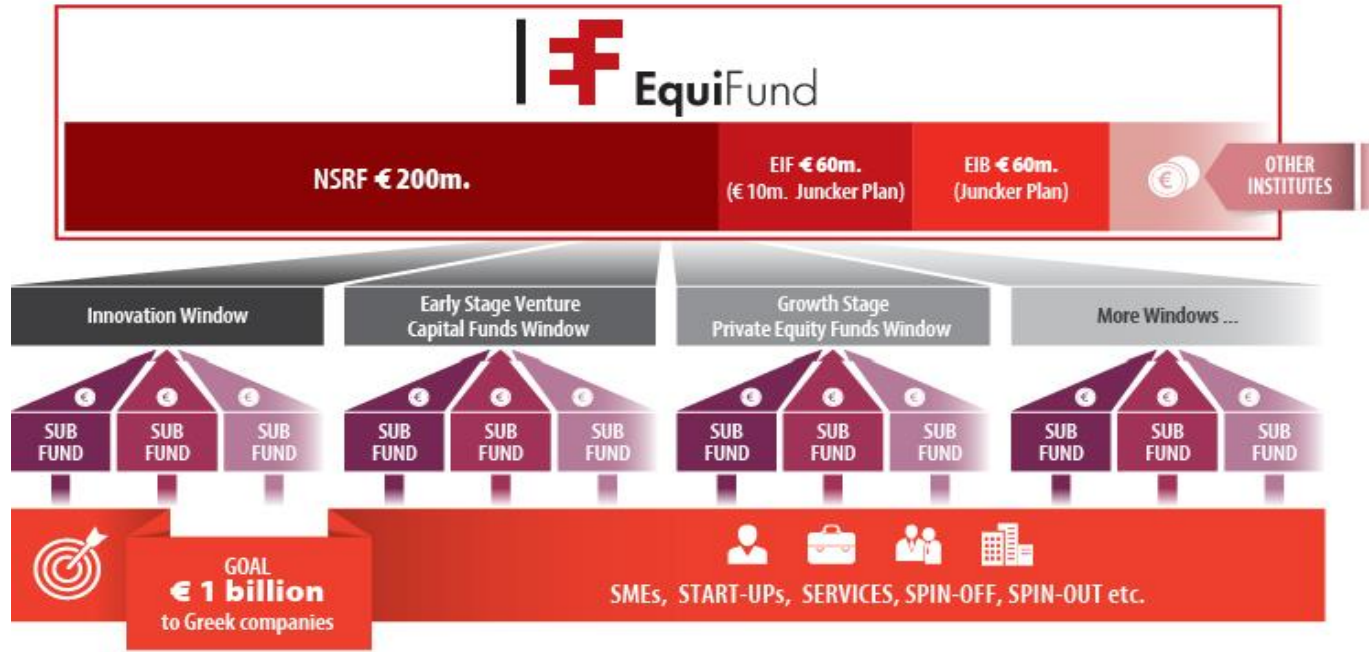 EquiFund
NSRF € 200m.
EIF € 60m.
(€ 10m. Juncker Plan)
EIB € 60m.
(Juncker Plan)
€
OTHER
INSTITUTES
Innovation Window
Early Stage Venture
Capital Funds Window
Growth Stage
Private Equity Funds Window
More Windows ...
€ € € € € € € € € € € €
SUB
FUND
SUB
FUND
SUB
FUND
SUB
FUND
SUB
FUND
SUB
FUND
SUB
FUND
SUB
FUND
SUB
FUND
SUB
FUND
SUB
FUND
SUB
FUND
GOAL
€ 1 billion
to Greek companies
SMEs, START-UPs, SERVICES, SPIN-OFF, SPIN-OUT etc.